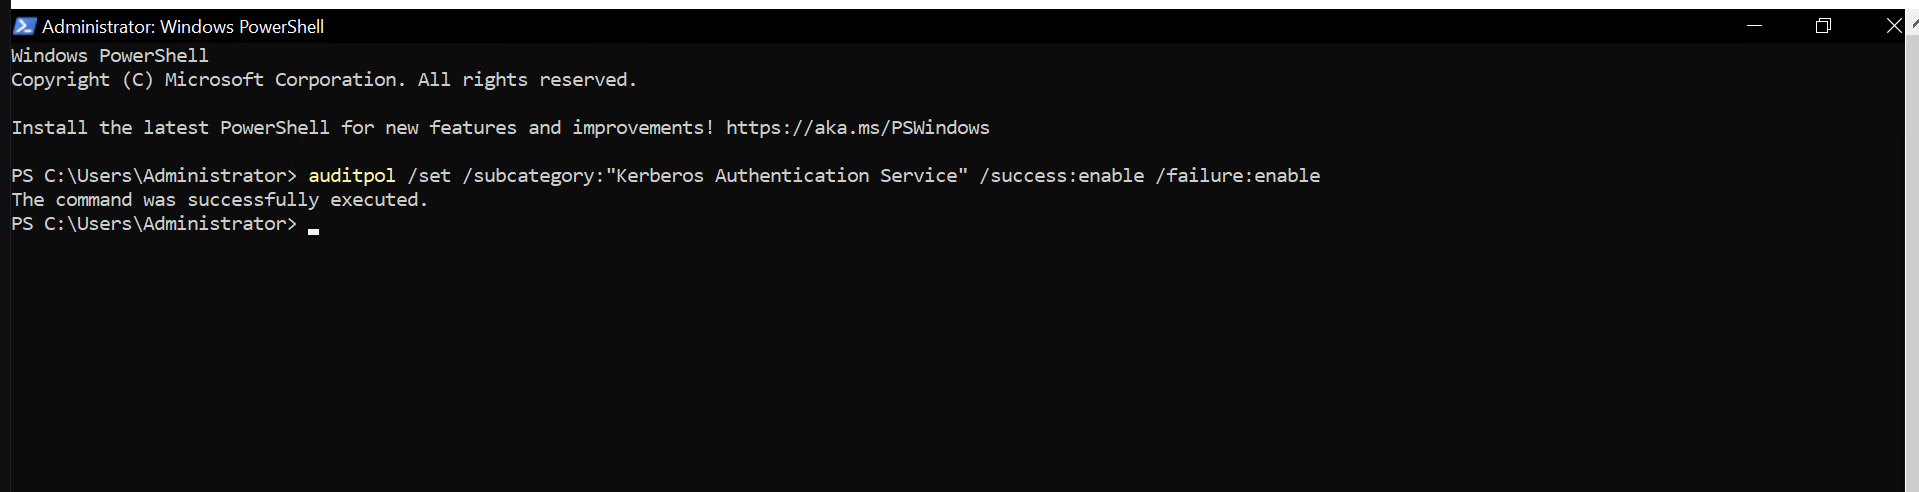 Administrator: Windows PowerShell
Windows PowerShell
Copyright (C) Microsoft Corporation. All rights reserved.
Install the latest PowerShell for new features and improvements! https://aka.ms/PSWindows
PS C:\Users\Administrator> auditpol /set /subcategory:"Kerberos Authentication Service" /success:enable /failure:enable
The command was successfully executed.
PS C:\Users\Administrator>